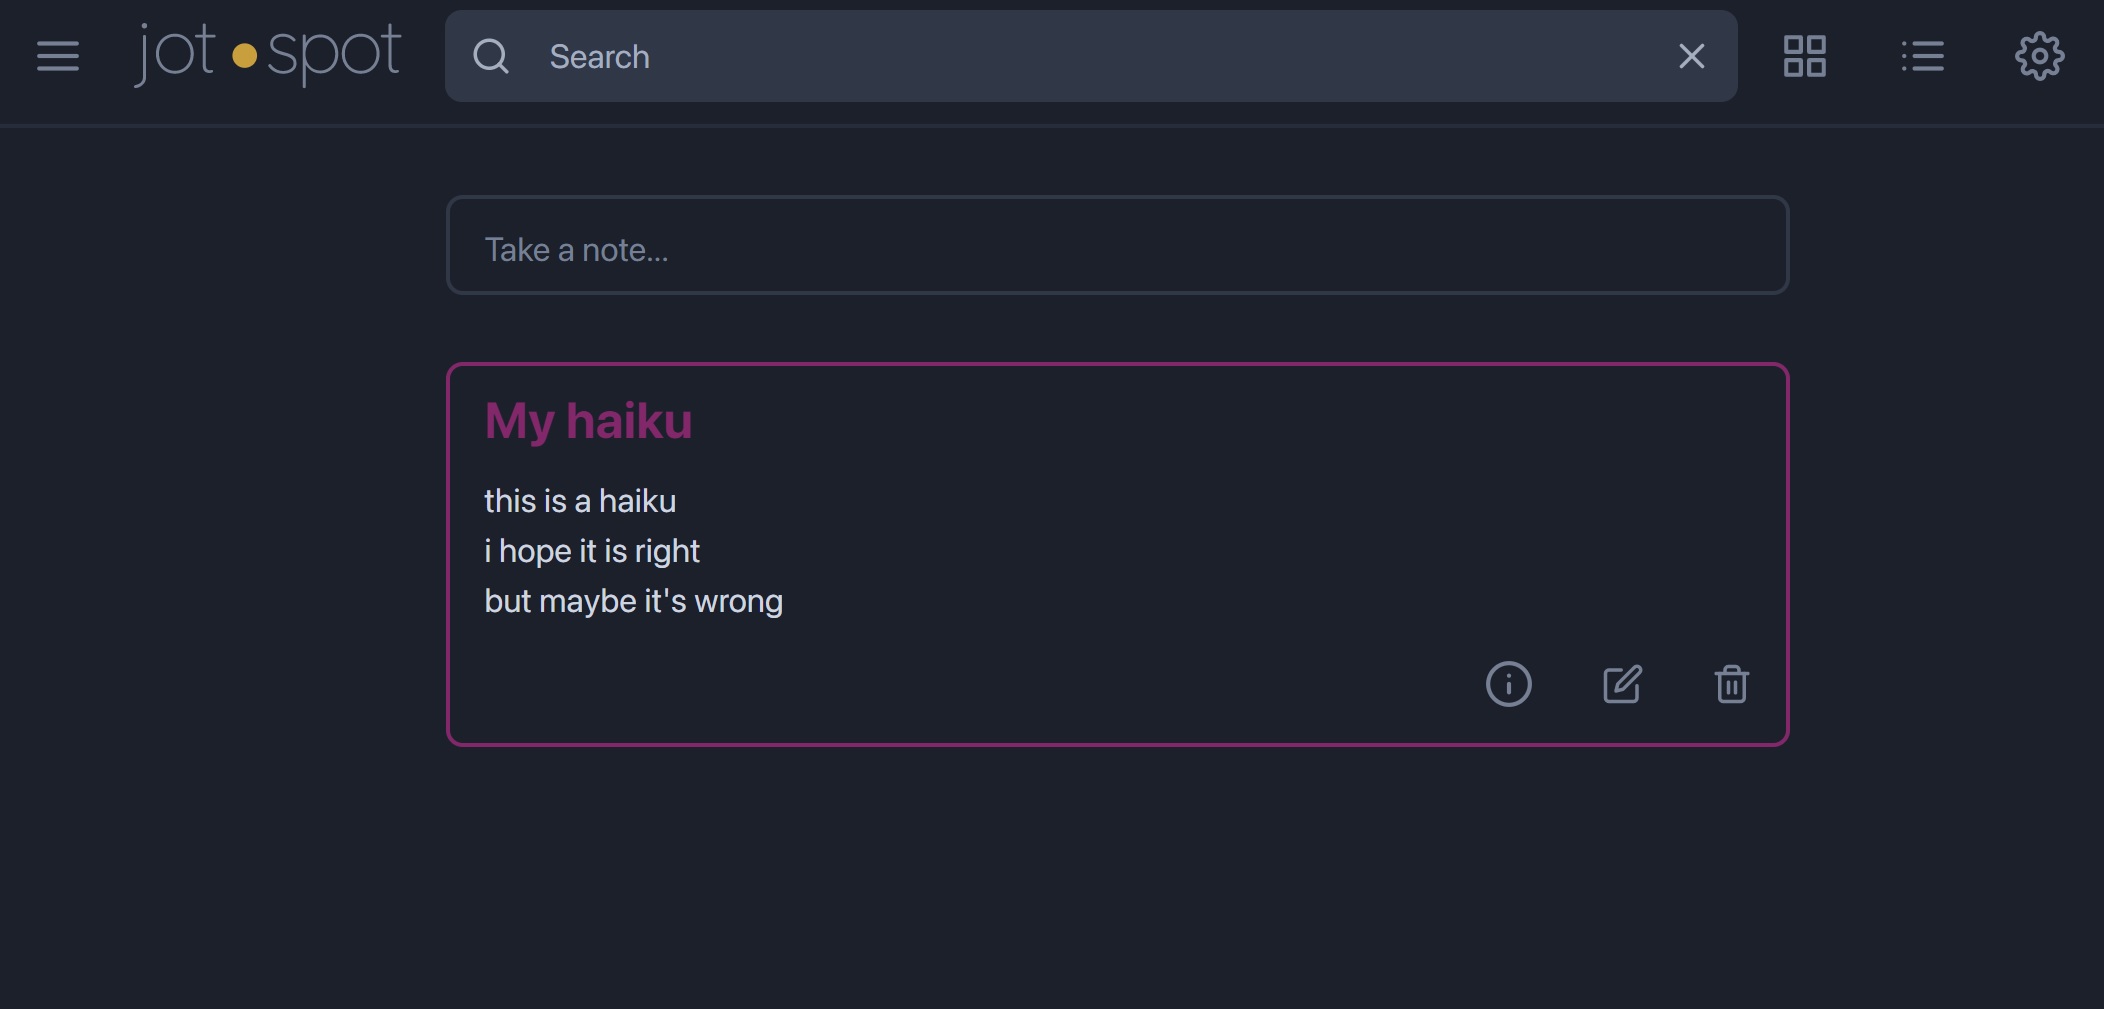 jot spot
Search
Take a note...
My haiku
this is a haiku
i hope it is right
but maybe it's wrong